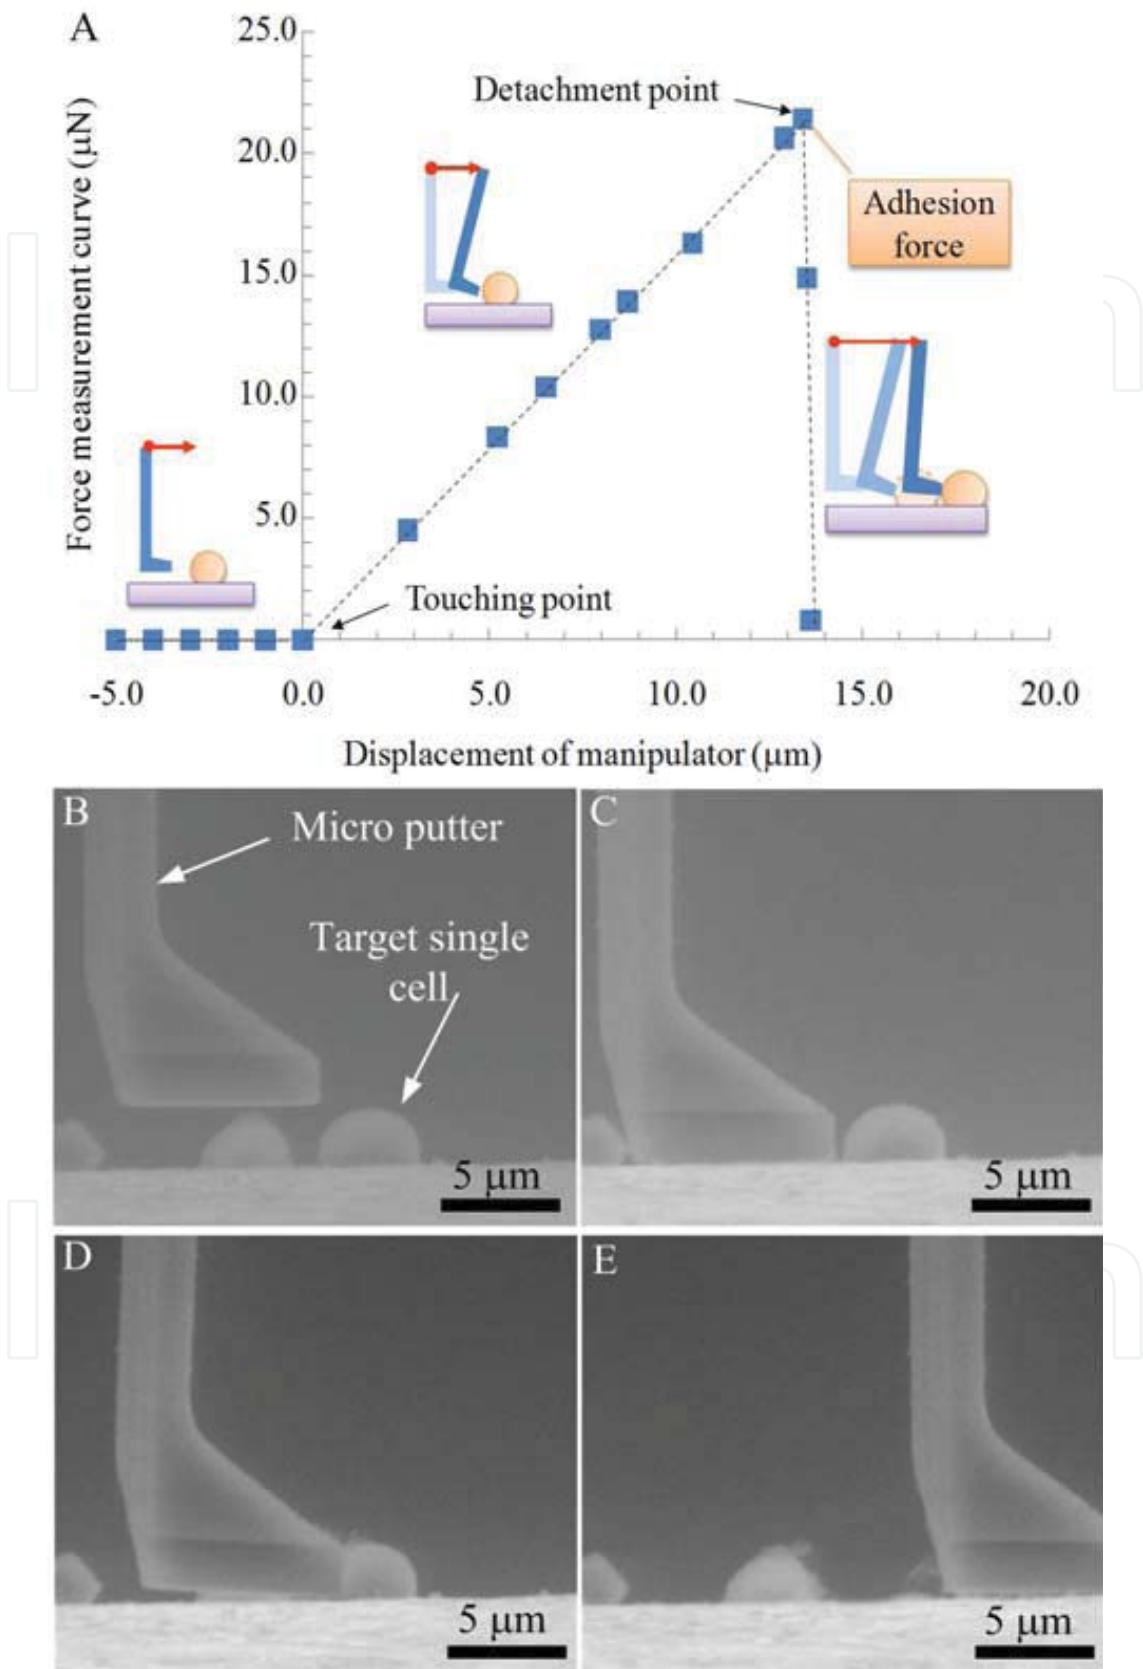 A
25.0
20.0
15.0
10.0
5.0
Force measurement curve (μN)
Detachment point
Adhesion
force
Touching point
-5.0 0.0 5.0 10.0 15.0 20.0
Displacement of manipulator (μm)
B
Micro putter
Target single
cell
5 μm
C
5 μm
D
5 μm
E
5 μm